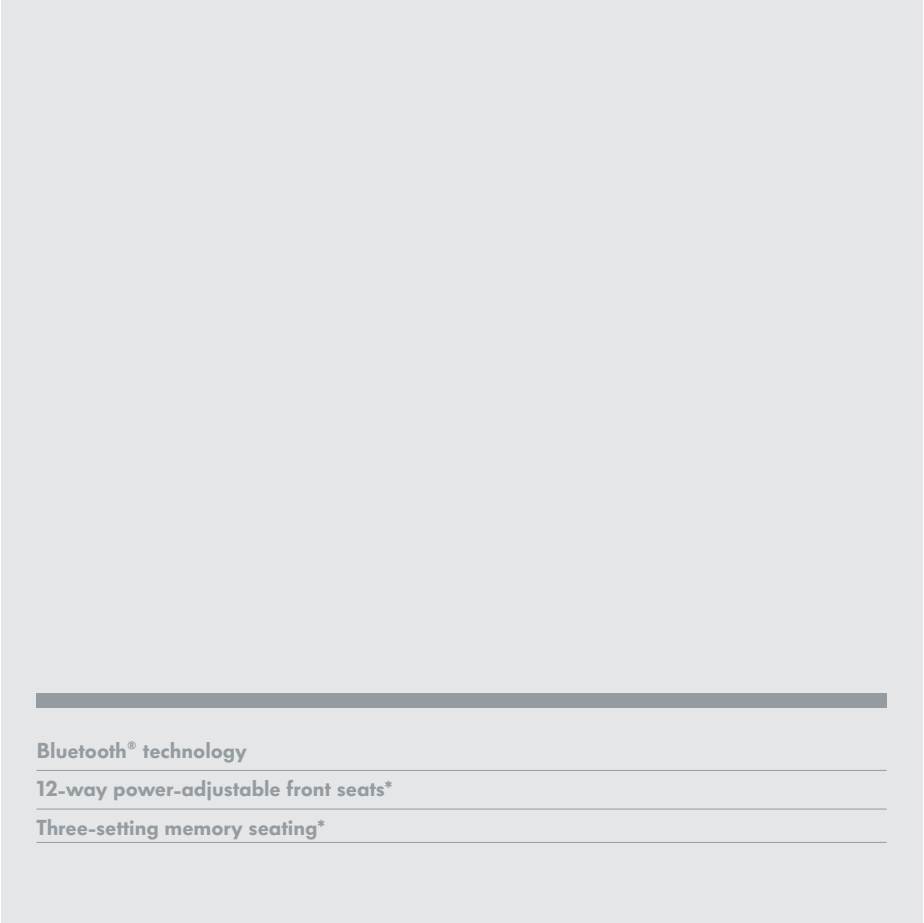 Bluetooth® technology
12-way power-adjustable front seats*
Three-setting memory seating*